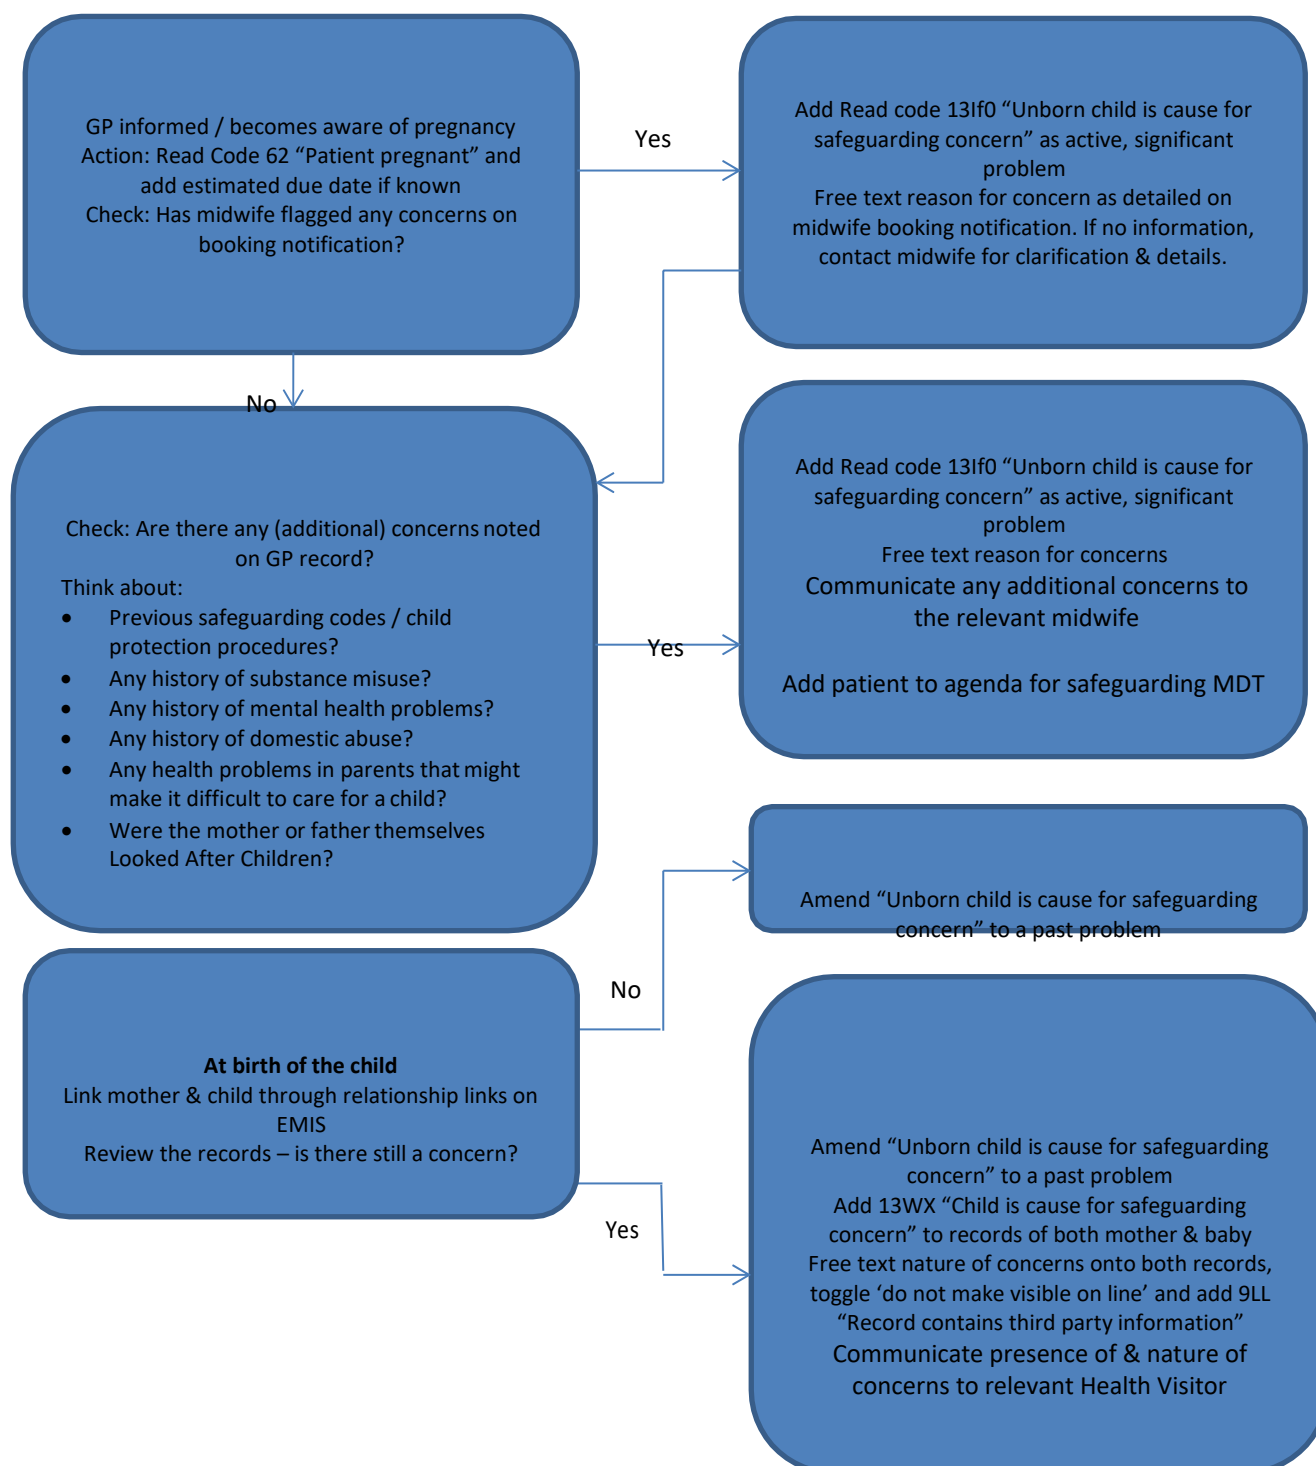 GP informed / becomes aware of pregnancy
Action: Read Code 62 “Patient pregnant” and
add estimated due date if known
Check: Has midwife flagged any concerns on
booking notification?
Yes
Add Read code 13If0 “Unborn child is cause for
safeguarding concern” as active, significant
problem
Free text reason for concern as detailed on
midwife booking notification. If no information,
contact midwife for clarification & details.
No
Check: Are there any (additional) concerns noted
on GP record?
Think about:
• Previous safeguarding codes / child
protection procedures?
• Any history of substance misuse?
• Any history of mental health problems?
• Any history of domestic abuse?
• Any health problems in parents that might
make it difficult to care for a child?
• Were the mother or father themselves
Looked After Children?
Yes
Add Read code 13If0 “Unborn child is cause for
safeguarding concern” as active, significant
problem
Free text reason for concerns
Communicate any additional concerns to
the relevant midwife
Add patient to agenda for safeguarding MDT
At birth of the child
Link mother & child through relationship links on
EMIS
Review the records – is there still a concern?
No
Amend “Unborn child is cause for safeguarding
concern” to a past problem
Yes
Amend “Unborn child is cause for safeguarding
concern” to a past problem
Add 13WX “Child is cause for safeguarding
concern” to records of both mother & baby
Free text nature of concerns onto both records,
toggle ‘do not make visible on line’ and add 9LL
“Record contains third party information”
Communicate presence of & nature of
concerns to relevant Health Visitor